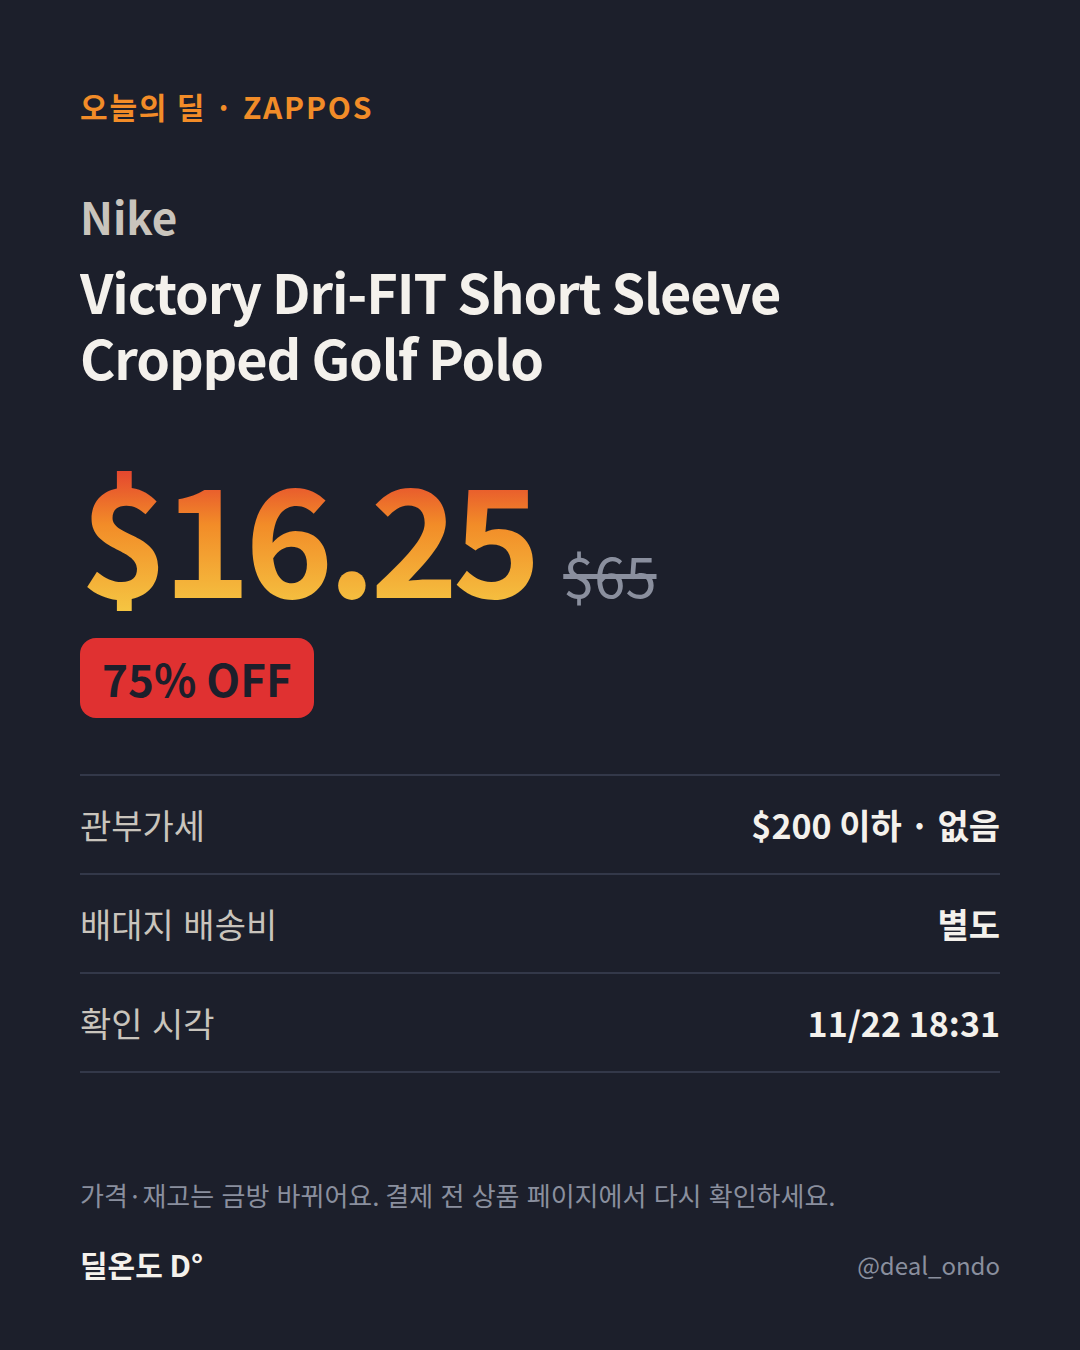 오늘의 딜 · ZAPPOS
Nike
Victory Dri-FIT Short Sleeve
Cropped Golf Polo
$16.25 $65
75% OFF
관부가세 $200 이하 · 없음
배대지 배송비 별도
확인 시각 11/22 18:31
가격·재고는 금방 바뀌어요. 결제 전 상품 페이지에서 다시 확인하세요.
딜온도 D° @deal_ondo